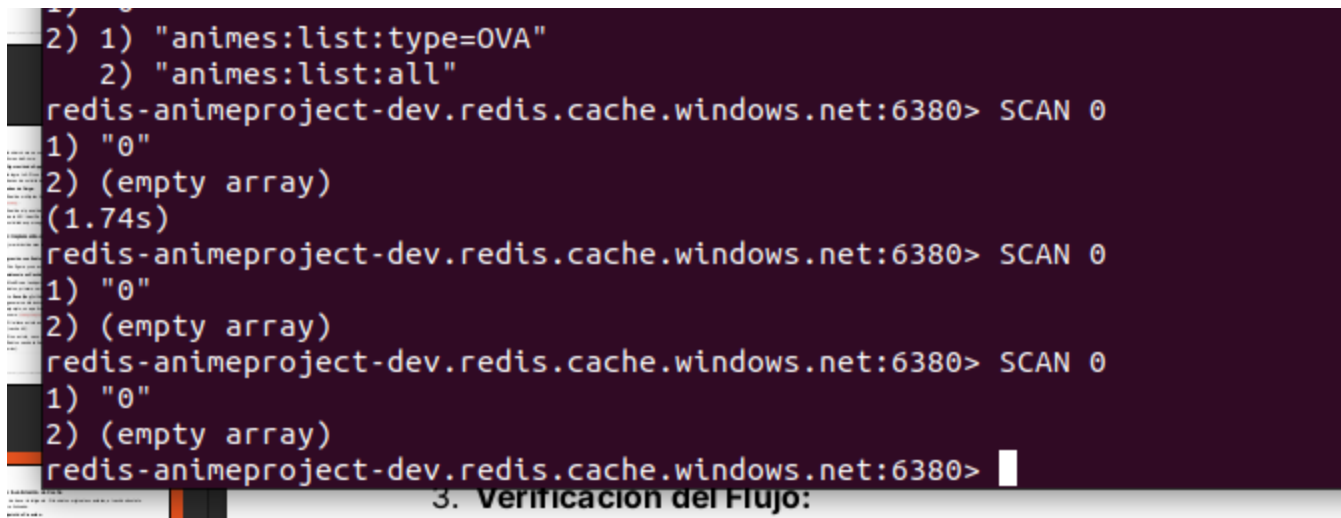 2) 1) "animes:list:type=OVA"
2) "animes:list:all"
redis-animeproject-dev.redis.cache.windows.net:6380> SCAN 0
1) "0"
2) (empty array)
(1.74s)
redis-animeproject-dev.redis.cache.windows.net:6380> SCAN 0
1) "0"
2) (empty array)
redis-animeproject-dev.redis.cache.windows.net:6380> SCAN 0
1) "0"
2) (empty array)
redis-animeproject-dev.redis.cache.windows.net:6380>
3. Verificación del Flujo: